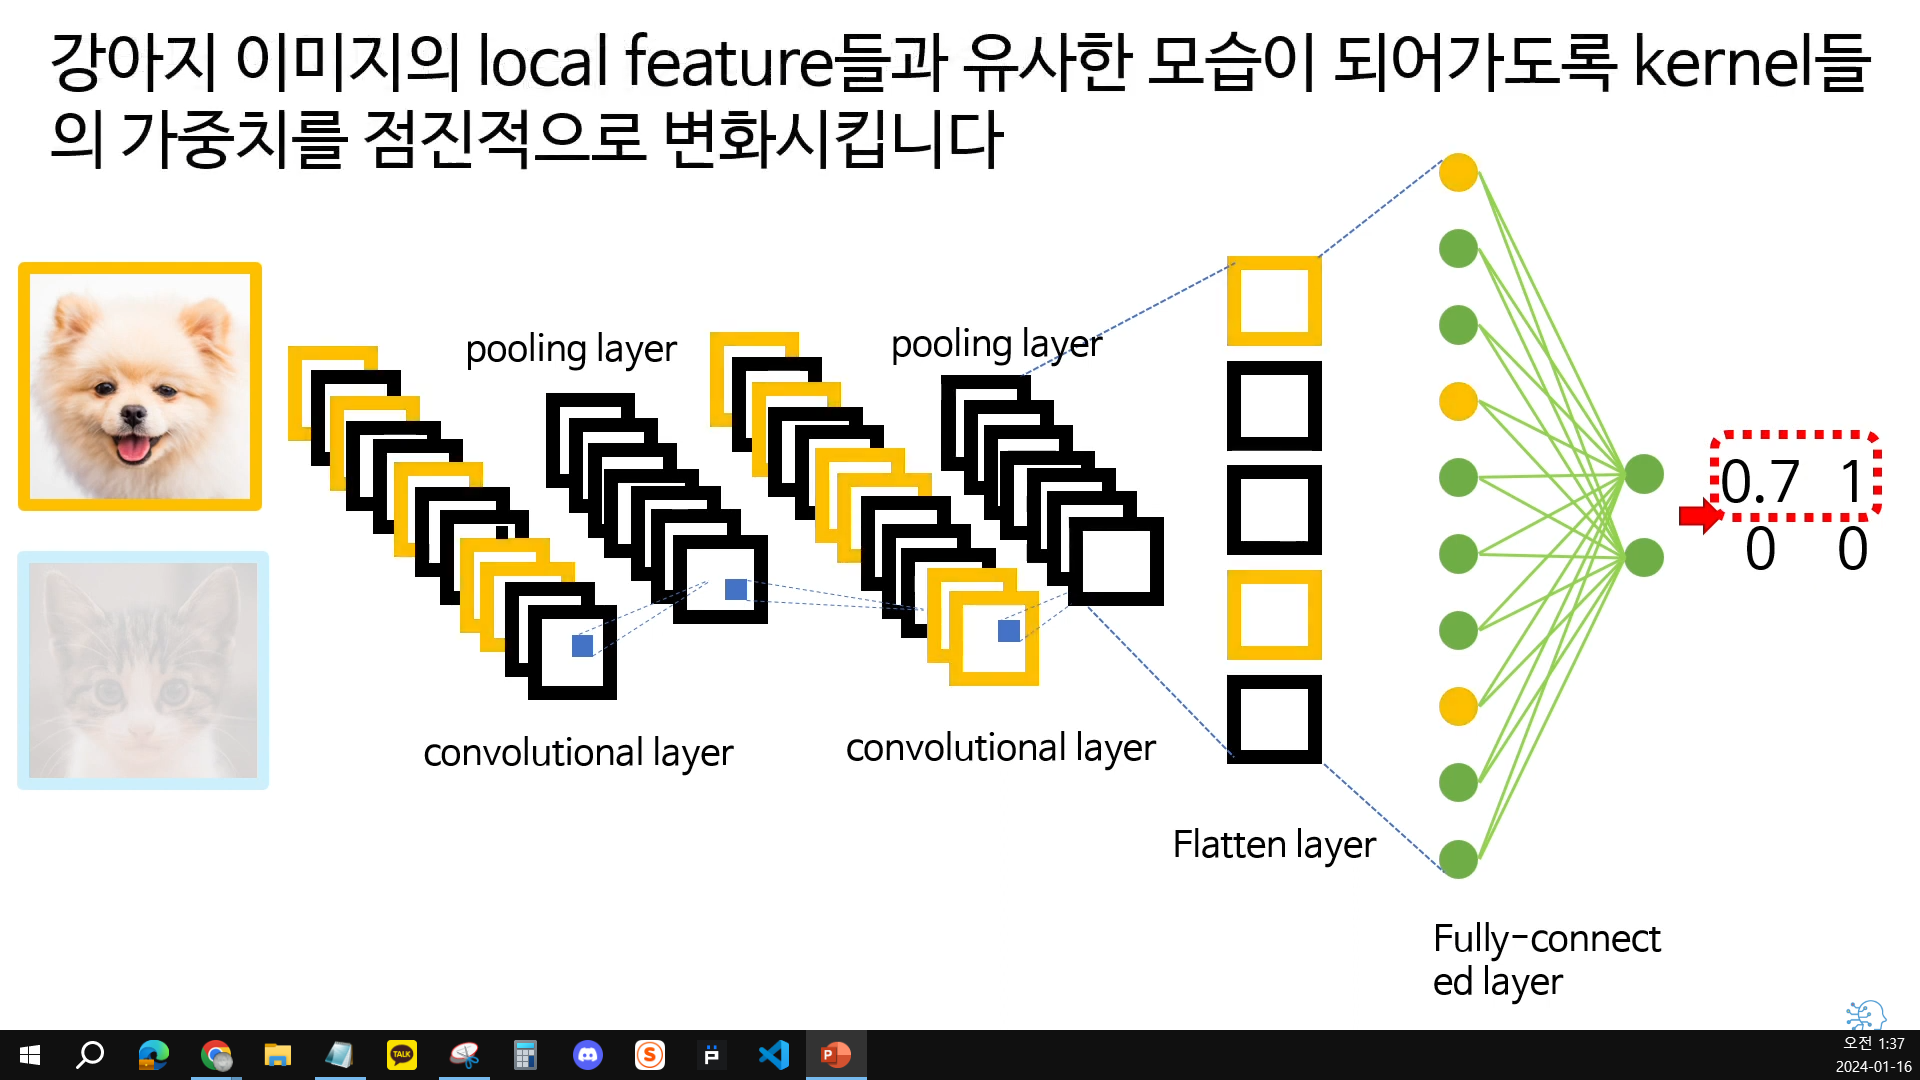 강아지 이미지의 local feature들과 유사한 모습이 되어가도록 kernel들
의 가중치를 점진적으로 변화시킵니다
pooling layer
pooling layer
convolutional layer
convolutional layer
Flatten layer
Fully-connect
ed layer
0.7 1
0 0
TALK
S
P
P
오전 1:37
2024-01-16